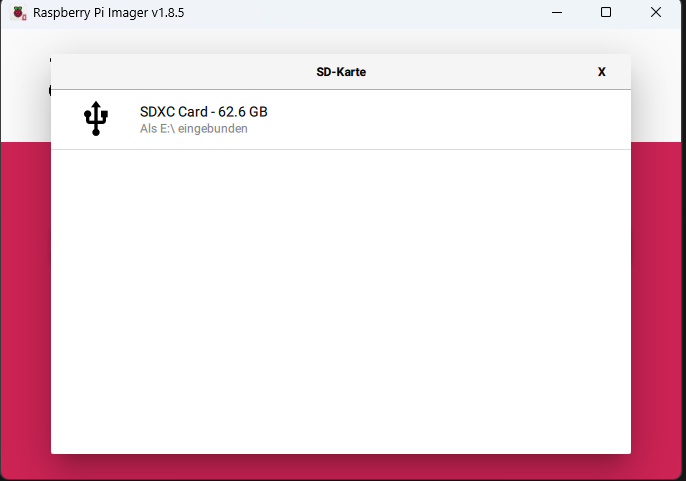 Raspberry Pi Imager v1.8.5
SD-Karte X
SDXC Card - 62.6 GB
Als E:\ eingebunden